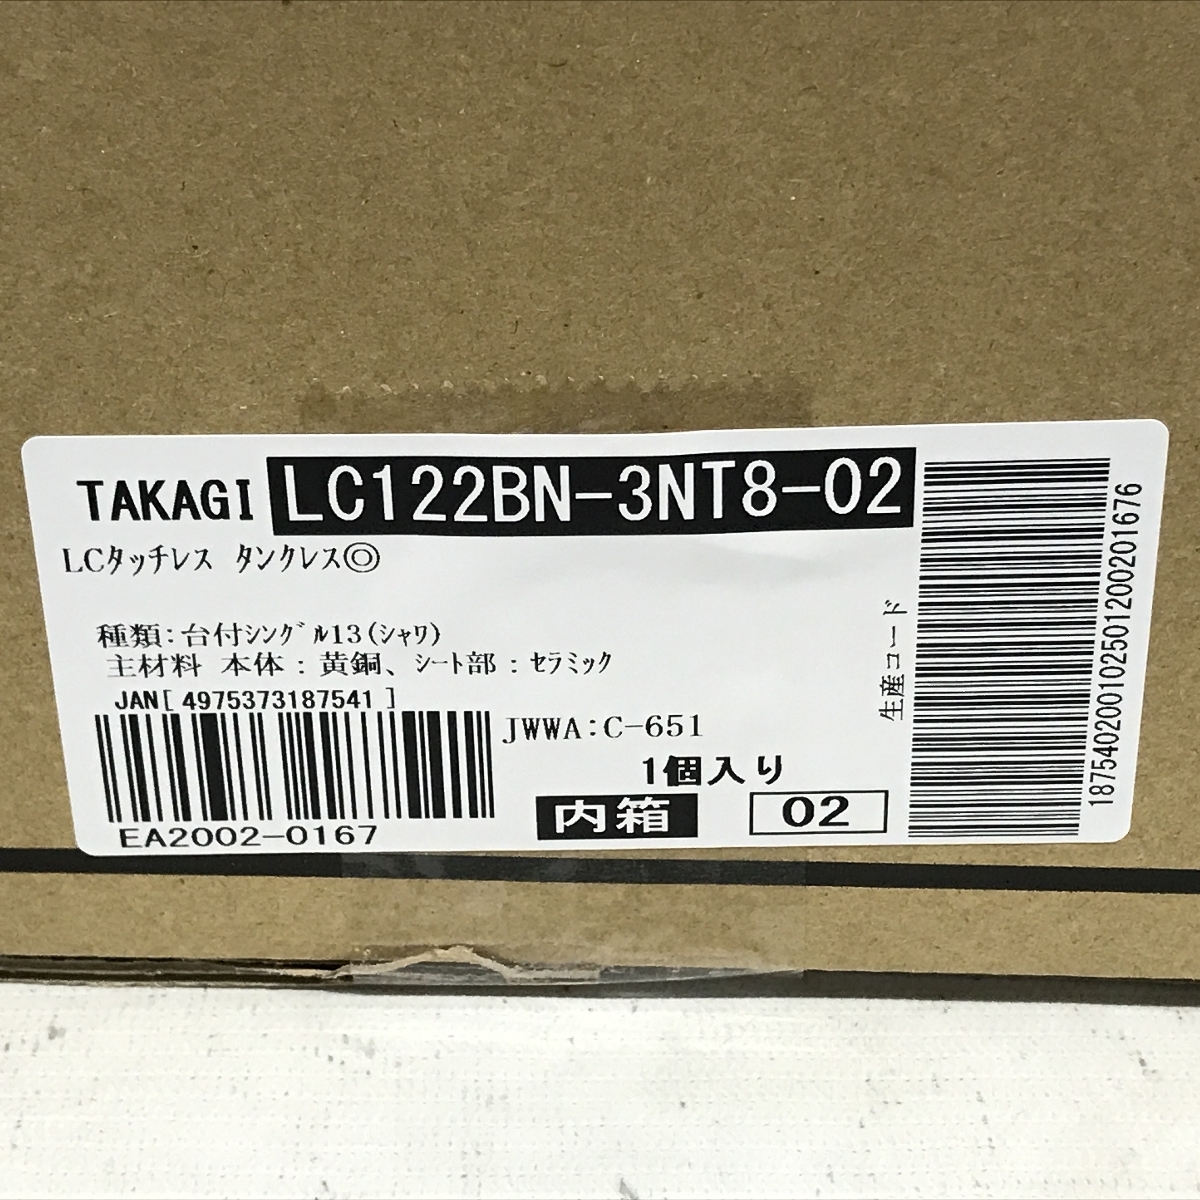 TAKAGI LC122BN-3NT8-02
LCタッチレス タンクレス◎
種類:台付シングル13(シャワ)
主材料 本体:黄銅、シート部:セラミック
JAN[ 4975373187541 ]
JWWA:C-651
1個入り
EA2002-0167
内箱 02
生産コード
18754020010250120020​1676